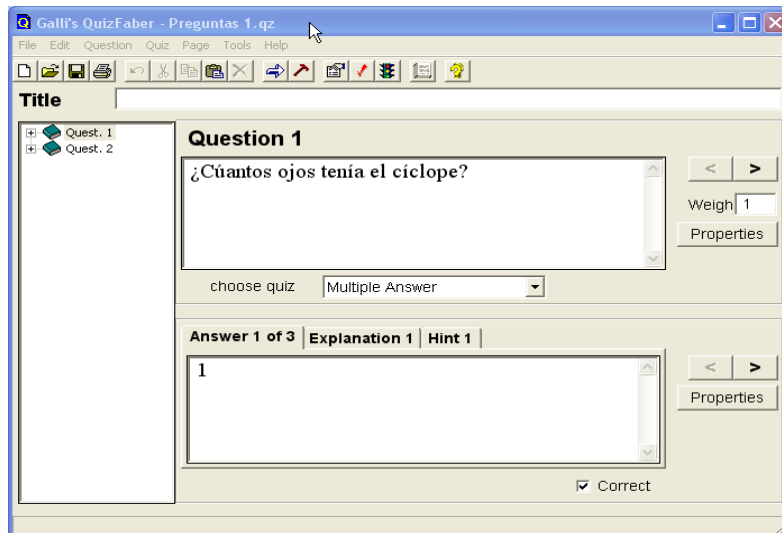 Galli's QuizFaber - Preguntas 1.qz
File Edit Question Quiz Page Tools Help
Title
Quest. 1
Quest. 2
Question 1
¿Cúantos ojos tenía el cíclope?
< >
Weigh 1
Properties
choose quiz Multiple Answer
Answer 1 of 3 Explanation 1 Hint 1
1
< >
Properties
Correct